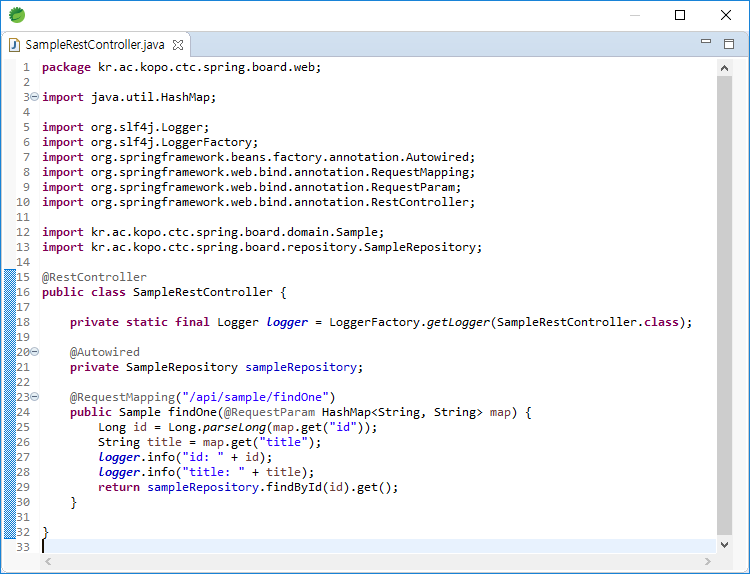 SampleRestController.java
1 package kr.ac.kopo.ctc.spring.board.web;
2
3 import java.util.HashMap;
4
5 import org.slf4j.Logger;
6 import org.slf4j.LoggerFactory;
7 import org.springframework.beans.factory.annotation.Autowired;
8 import org.springframework.web.bind.annotation.RequestMapping;
9 import org.springframework.web.bind.annotation.RequestParam;
10 import org.springframework.web.bind.annotation.RestController;
11
12 import kr.ac.kopo.ctc.spring.board.domain.Sample;
13 import kr.ac.kopo.ctc.spring.board.repository.SampleRepository;
14
15 @RestController
16 public class SampleRestController {
17
18     private static final Logger logger = LoggerFactory.getLogger(SampleRestController.class);
19
20     @Autowired
21     private SampleRepository sampleRepository;
22
23     @RequestMapping("/api/sample/findOne")
24     public Sample findOne(@RequestParam HashMap<String, String> map) {
25         Long id = Long.parseLong(map.get("id"));
26         String title = map.get("title");
27         logger.info("id: " + id);
28         logger.info("title: " + title);
29         return sampleRepository.findById(id).get();
30     }
31
32 }
33